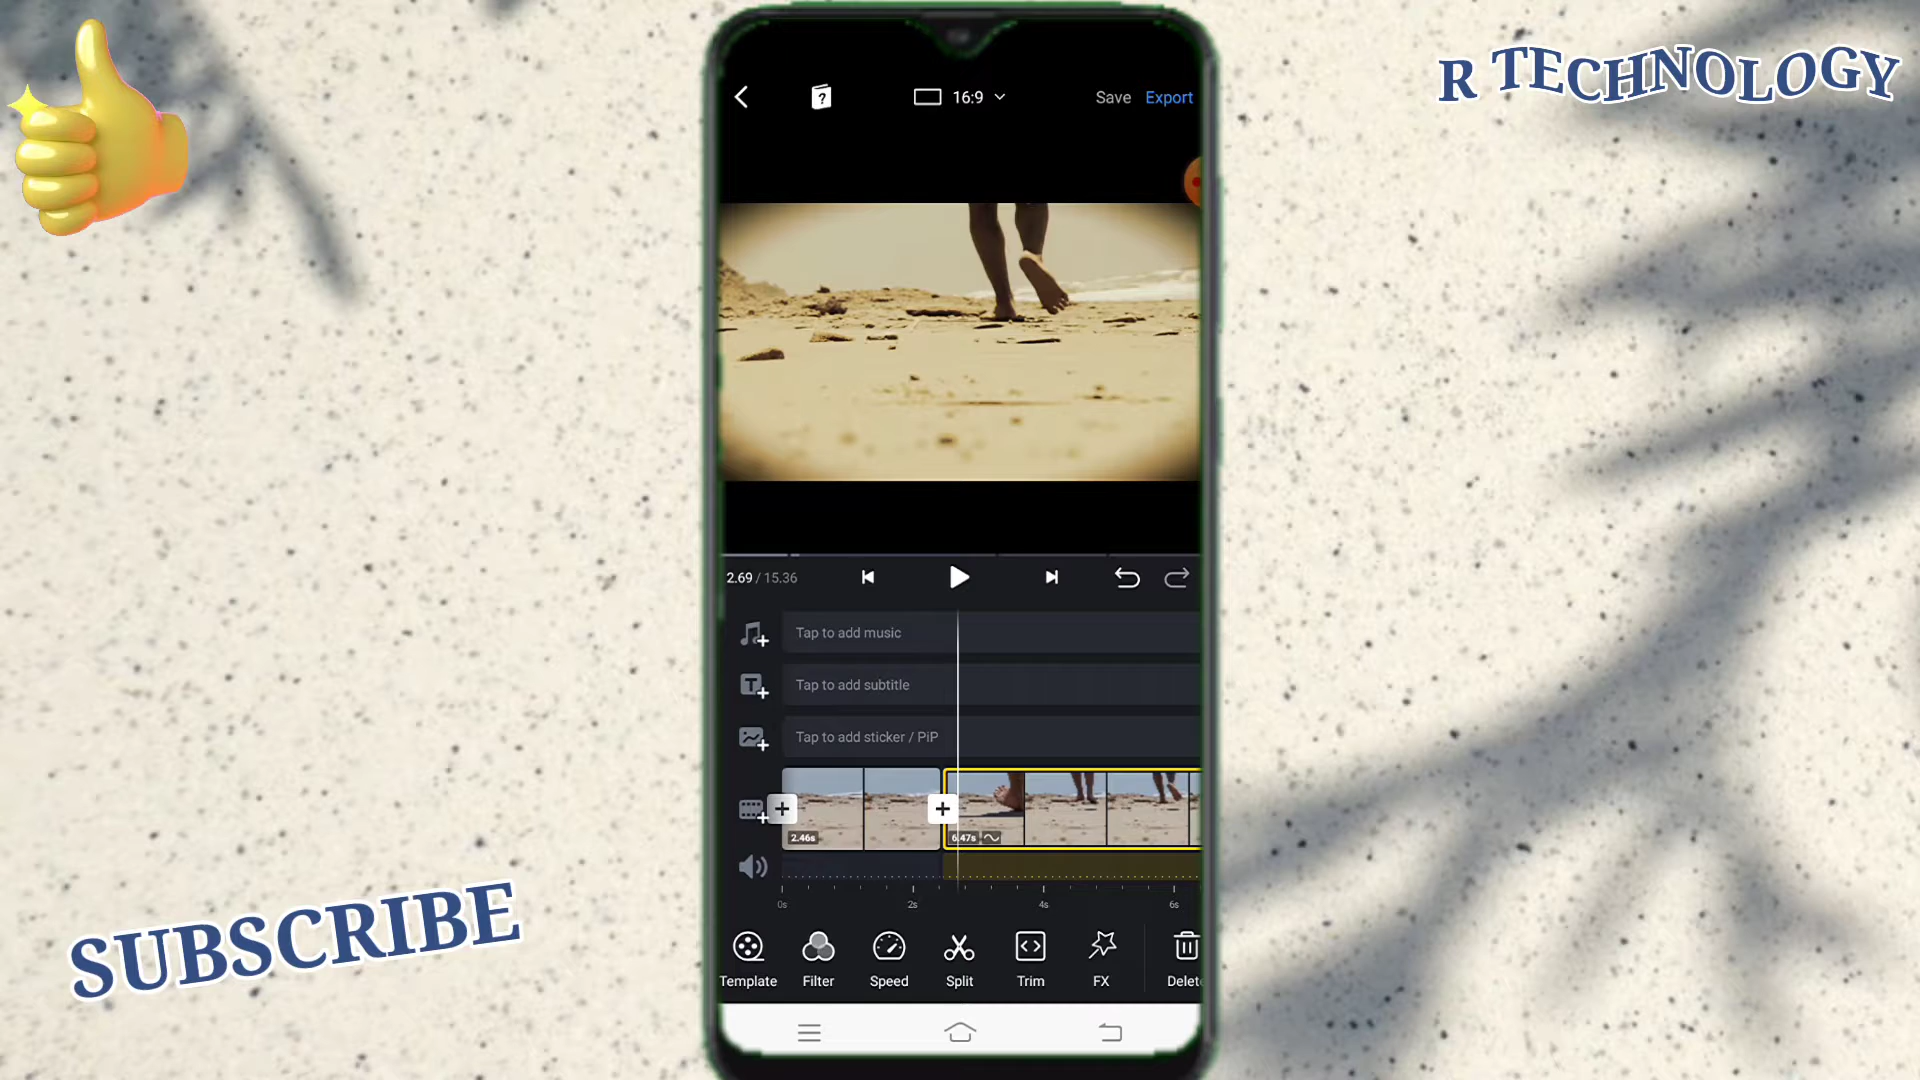 R TECHNOLOGY
?
16:9
Save
Export
2.69 / 15.36
Tap to add music
Tap to add subtitle
Tap to add sticker / PiP
2.46s
6.47s
0s
2s
4s
6s
Template
Filter
Speed
Split
Trim
FX
Delet
SUBSCRIBE